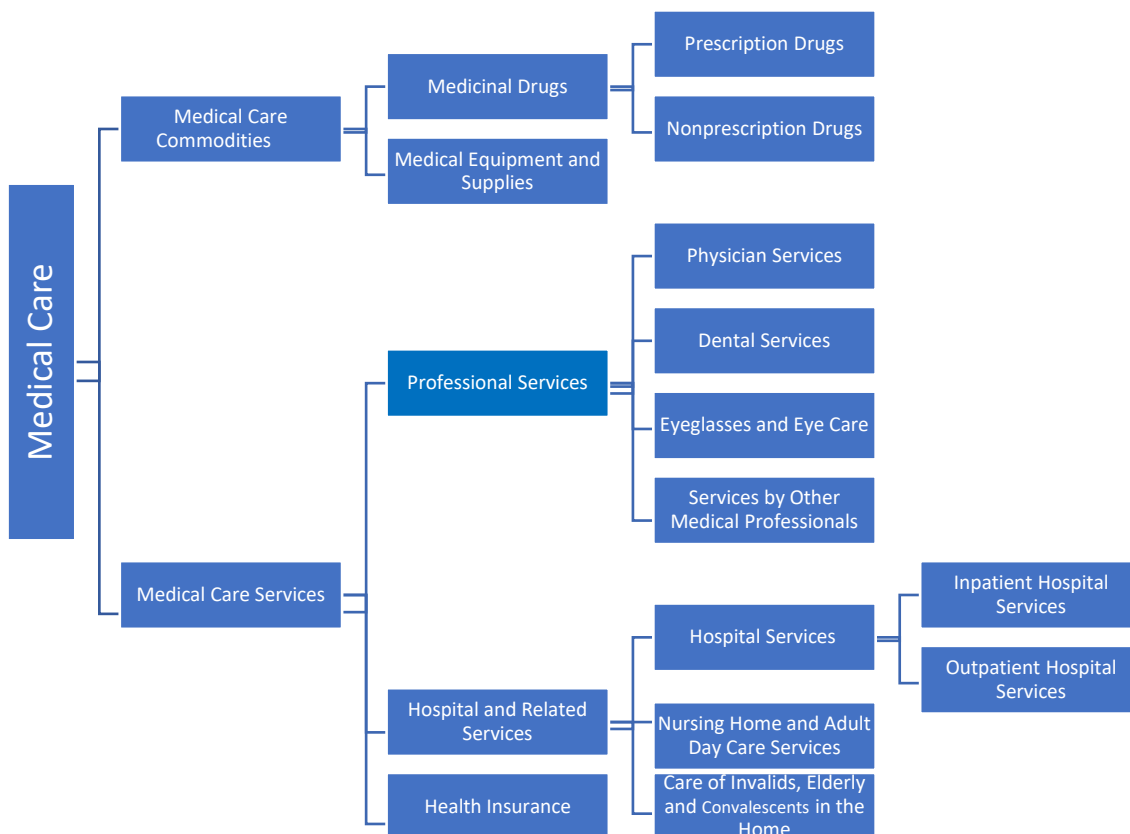 Medical Care
Medical Care
Commodities
Medicinal Drugs
Prescription Drugs
Nonprescription Drugs
Medical Equipment and
Supplies
Medical Care Services
Professional Services
Physician Services
Dental Services
Eyeglasses and Eye Care
Services by Other
Medical Professionals
Hospital and Related
Services
Hospital Services
Inpatient Hospital
Services
Outpatient Hospital
Services
Nursing Home and Adult
Day Care Services
Care of Invalids, Elderly
and Convalescents in the
Home
Health Insurance